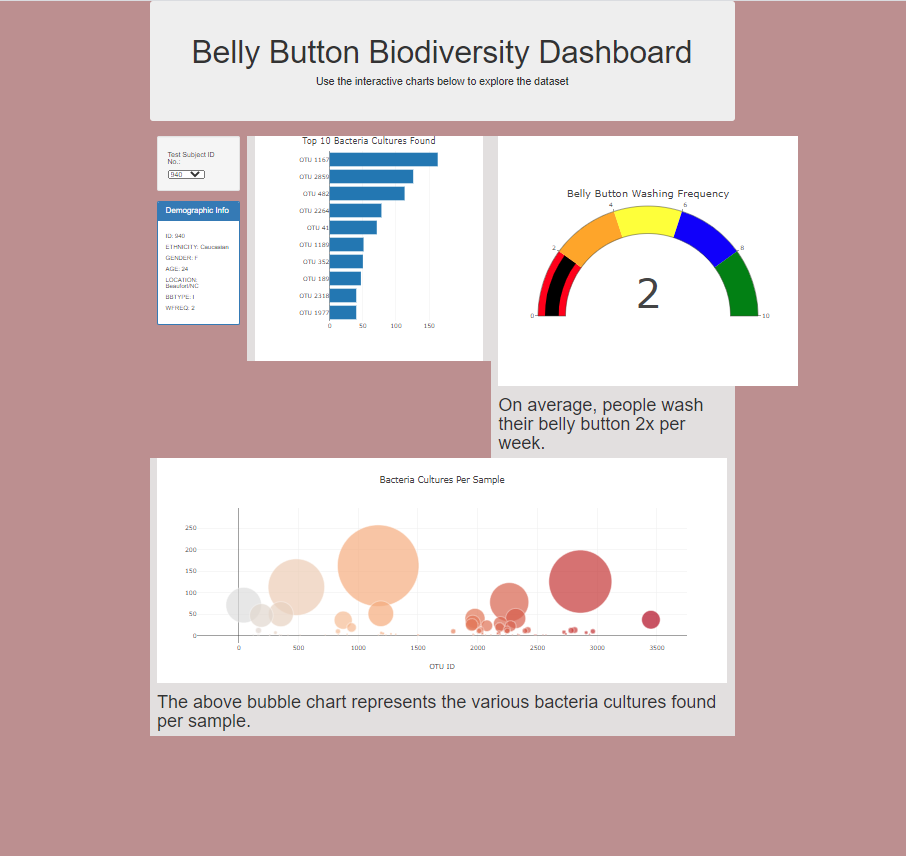 Belly Button Biodiversity Dashboard
Use the interactive charts below to explore the dataset
Test Subject ID
No.:
940
Demographic Info
ID: 940
ETHNICITY: Caucasian
GENDER: F
AGE: 24
LOCATION:
Beaufort/NC
BBTYPE: I
WFREQ: 2
Top 10 Bacteria Cultures Found
OTU 1167
OTU 2859
OTU 482
OTU 2264
OTU 41
OTU 1189
OTU 352
OTU 189
OTU 2318
OTU 1977
0 50 100 150
Belly Button Washing Frequency
0 2 4 6 8 10
2
On average, people wash
their belly button 2x per
week.
Bacteria Cultures Per Sample
250
200
150
100
50
0
0 500 1000 1500 2000 2500 3000 3500
OTU ID
The above bubble chart represents the various bacteria cultures found
per sample.